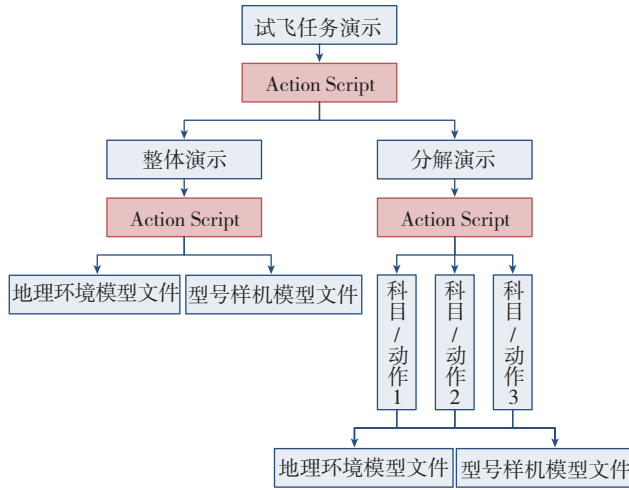 试飞任务演示
Action Script
整体演示
分解演示
Action Script
Action Script
地理环境模型文件
型号样机模型文件
科目/动作1
科目/动作2
科目/动作3
地理环境模型文件
型号样机模型文件